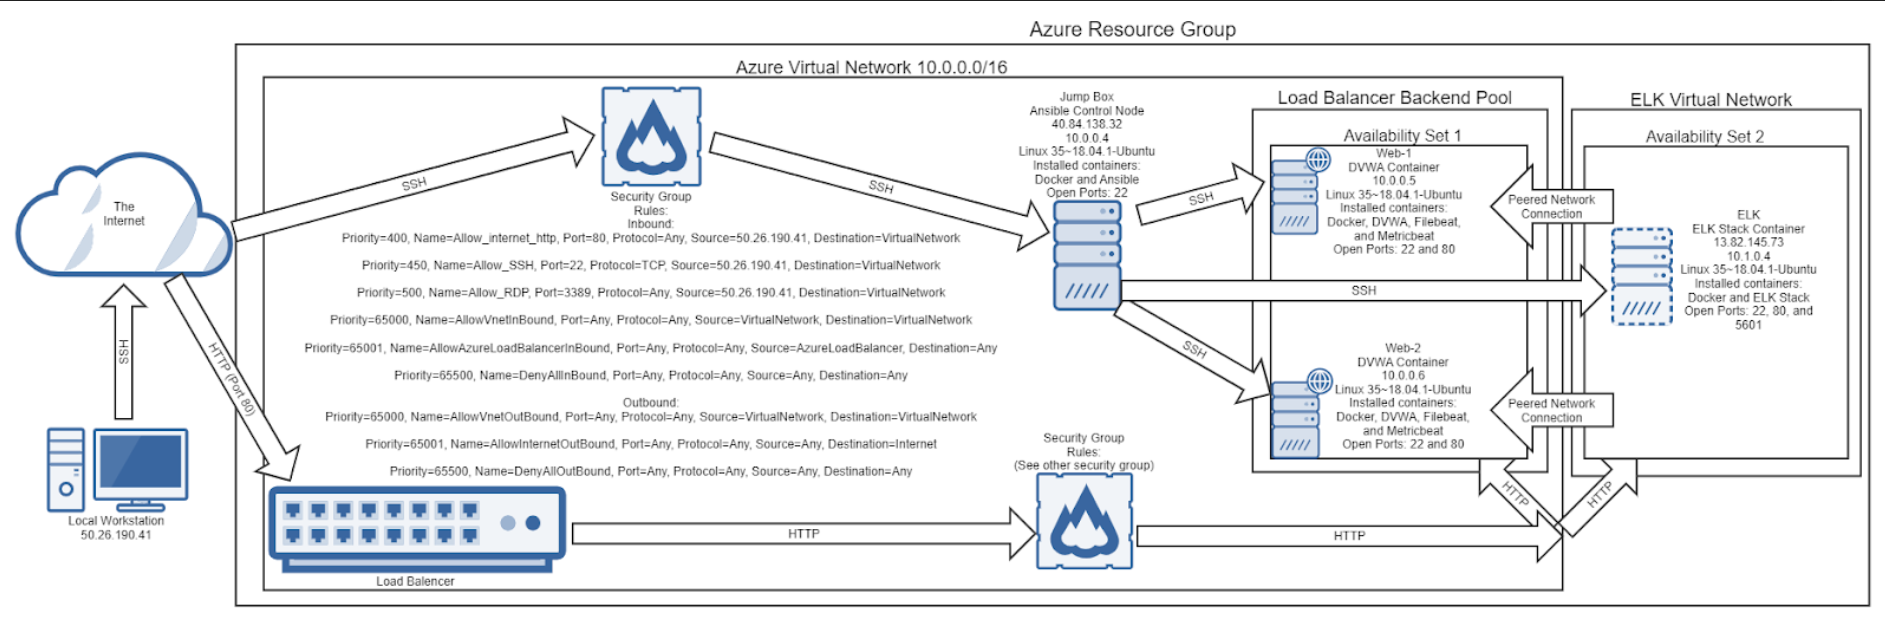 Azure Resource Group
Azure Virtual Network 10.0.0.0/16
The
Internet
SSH
HTTP (Port 80)
SSH
Local Workstation
50.26.190.41
Security Group
Rules:
Inbound:
Priority=400, Name=Allow_internet_http, Port=80, Protocol=Any, Source=50.26.190.41, Destination=VirtualNetwork
Priority=450, Name=Allow_SSH, Port=22, Protocol=TCP, Source=50.26.190.41, Destination=VirtualNetwork
Priority=500, Name=Allow_RDP, Port=3389, Protocol=Any, Source=50.26.190.41, Destination=VirtualNetwork
Priority=65000, Name=AllowVnetInBound, Port=Any, Protocol=Any, Source=VirtualNetwork, Destination=VirtualNetwork
Priority=65001, Name=AllowAzureLoadBalancerInBound, Port=Any, Protocol=Any, Source=AzureLoadBalancer, Destination=Any
Priority=65500, Name=DenyAllInBound, Port=Any, Protocol=Any, Source=Any, Destination=Any
Outbound:
Priority=65000, Name=AllowVnetOutBound, Port=Any, Protocol=Any, Source=VirtualNetwork, Destination=VirtualNetwork
Priority=65001, Name=AllowInternetOutBound, Port=Any, Protocol=Any, Source=Any, Destination=Internet
Priority=65500, Name=DenyAllOutBound, Port=Any, Protocol=Any, Source=Any, Destination=Any
Load Balencer
SSH
Jump Box
Ansible Control Node
40.84.138.32
10.0.0.4
Linux 35~18.04.1-Ubuntu
Installed containers:
Docker and Ansible
Open Ports: 22
SSH
SSH
SSH
HTTP
Security Group
Rules:
(See other security group)
HTTP
HTTP
HTTP
Load Balancer Backend Pool
Availability Set 1
Web-1
DVWA Container
10.0.0.5
Linux 35~18.04.1-Ubuntu
Installed containers:
Docker, DVWA, Filebeat,
and Metricbeat
Open Ports: 22 and 80
Web-2
DVWA Container
10.0.0.6
Linux 35~18.04.1-Ubuntu
Installed containers:
Docker, DVWA, Filebeat,
and Metricbeat
Open Ports: 22 and 80
Peered Network
Connection
Peered Network
Connection
ELK Virtual Network
Availability Set 2
ELK
ELK Stack Container
13.82.145.73
10.1.0.4
Linux 35~18.04.1-Ubuntu
Installed containers:
Docker and ELK Stack
Open Ports: 22, 80, and
5601